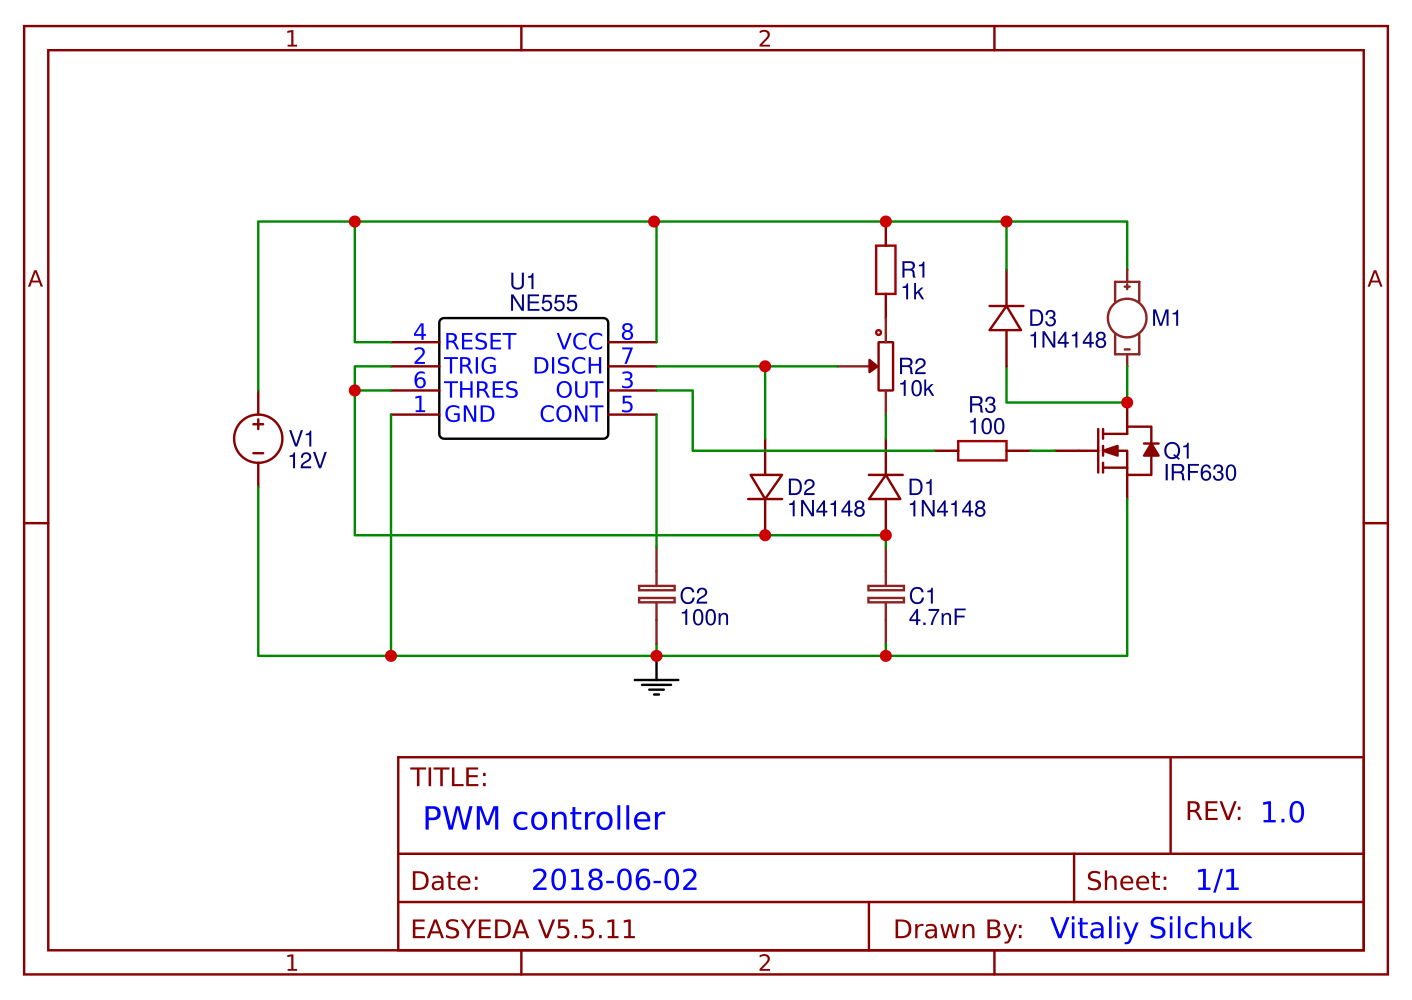 1 2
A A
U1
NE555
4 RESET VCC 8
2 TRIG DISCH 7
6 THRES OUT 3
1 GND CONT 5
R1
1k
D3
1N4148
M1
+
-
R2
10k
R3
100
+
-
V1
12V
Q1
IRF630
D2
1N4148
D1
1N4148
C2
100n
C1
4.7nF
TITLE:
PWM controller
REV: 1.0
Date: 2018-06-02
Sheet: 1/1
EASYEDA V5.5.11
Drawn By: Vitaliy Silchuk
1 2